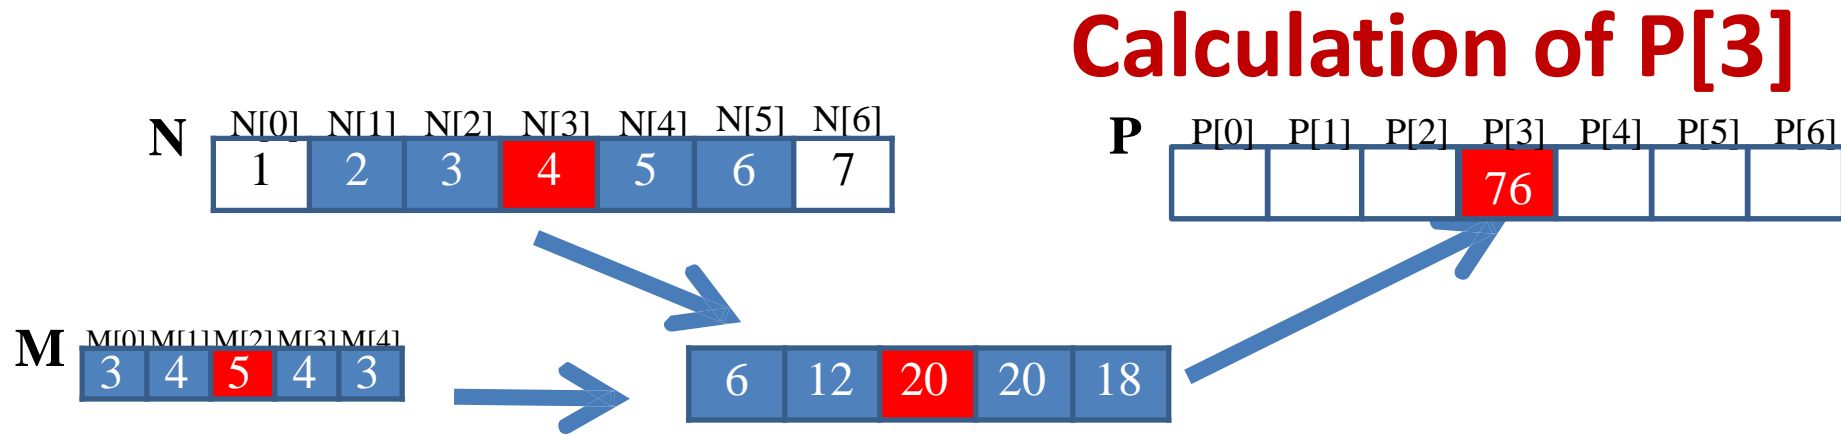 Calculation of P[3]
N N[0] N[1] N[2] N[3] N[4] N[5] N[6]
1 2 3 4 5 6 7
P P[0] P[1] P[2] P[3] P[4] P[5] P[6]
76
M M[0] M[1] M[2] M[3] M[4]
3 4 5 4 3
6 12 20 20 18